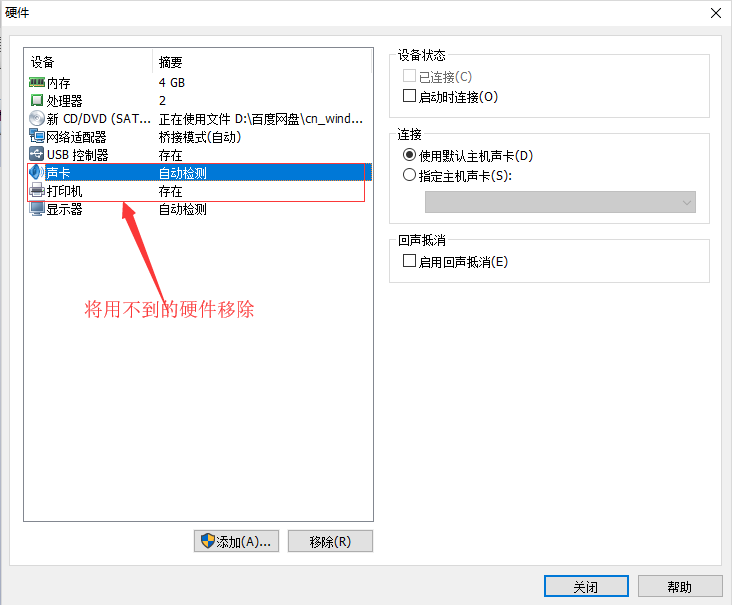 硬件
设备 摘要
内存 4 GB
处理器 2
新 CD/DVD (SAT... 正在使用文件 D:\百度网盘\cn_wind...
网络适配器 桥接模式(自动)
USB 控制器 存在
声卡 自动检测
打印机 存在
显示器 自动检测
将用不到的硬件移除
添加(A)... 移除(R)
设备状态
已连接(C)
启动时连接(O)
连接
使用默认主机声卡(D)
指定主机声卡(S):
回声抵消
启用回声抵消(E)
关闭 帮助